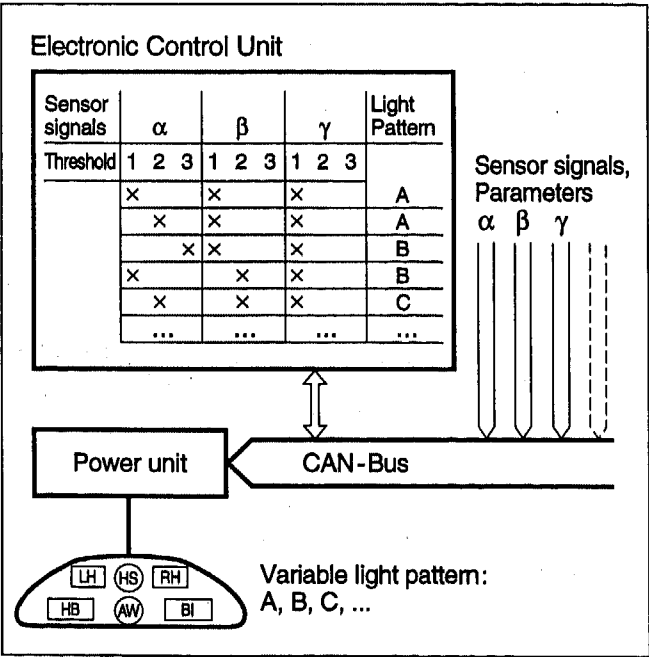 Electronic Control Unit
Sensor signals α β γ Light Pattern
Threshold 1 2 3 1 2 3 1 2 3
× × × A
× × × A
× × × B
× × × B
× × × C
... ... ... ...
Sensor signals,
Parameters
α β γ
Power unit
CAN-Bus
LH HS RH
HB AW BI
Variable light pattern:
A, B, C, ...